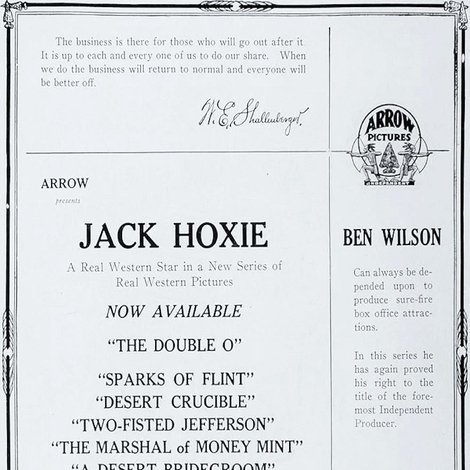 The business is there for those who will go out after it.
It is up to each and every one of us to do our share. When
we do the business will return to normal and everyone will
be better off.
W. E. Shallenberger.
ARROW
presents
JACK HOXIE
A Real Western Star in a New Series of
Real Western Pictures
NOW AVAILABLE
"THE DOUBLE O"
"SPARKS OF FLINT"
"DESERT CRUCIBLE"
"TWO-FISTED JEFFERSON"
"THE MARSHAL of MONEY MINT"
"A DESERT BRIDEGROOM"
ARROW
PICTURES
INDEPENDENT
BEN WILSON
Can always be de-
pended upon to
produce sure-fire
box office attrac-
tions.
In this series he
has again proved
his right to the
title of the fore-
most Independent
Producer.